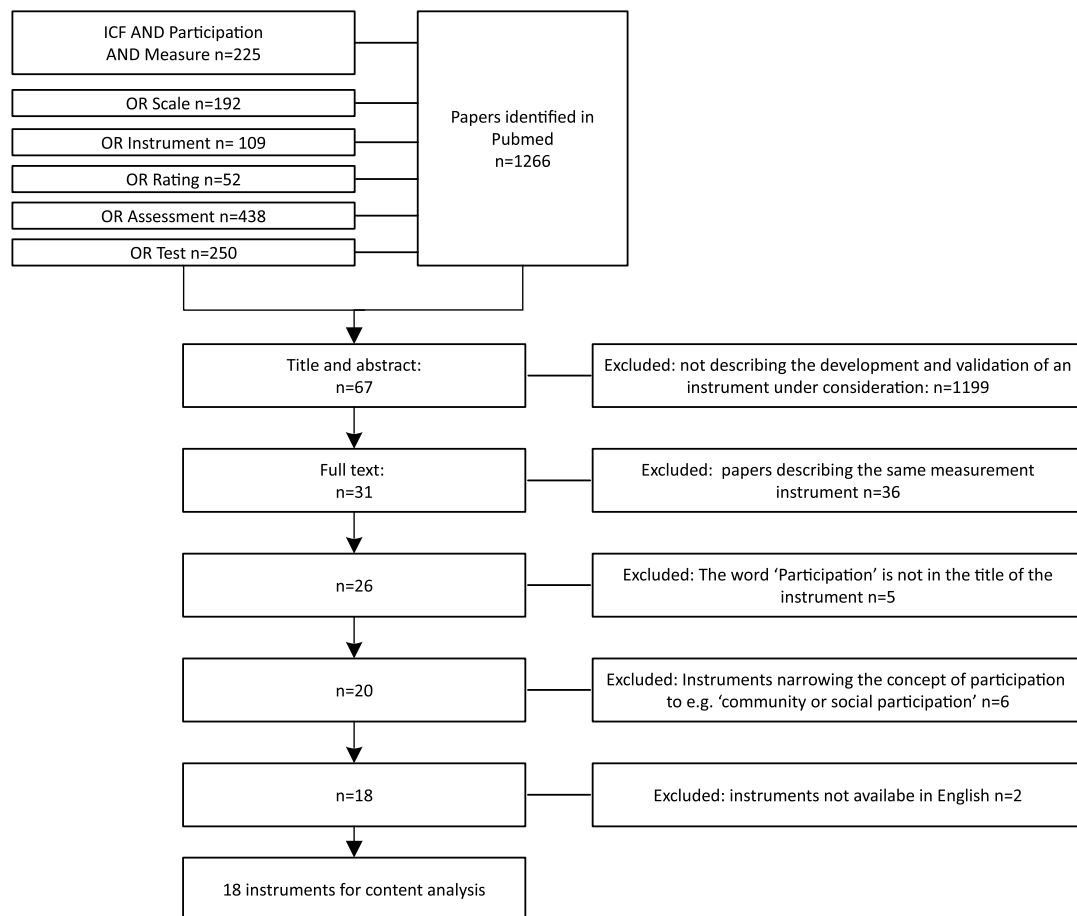 ICF AND Participation
AND Measure n=225
OR Scale n=192
OR Instrument n= 109
OR Rating n=52
OR Assessment n=438
OR Test n=250
Papers identified in
Pubmed
n=1266
Title and abstract:
n=67
Excluded: not describing the development and validation of an
instrument under consideration: n=1199
Full text:
n=31
Excluded:  papers describing the same measurement
instrument n=36
n=26
Excluded: The word ‘Participation’ is not in the title of the
instrument n=5
n=20
Excluded: Instruments narrowing the concept of participation
to e.g. ‘community or social participation’ n=6
n=18
Excluded: instruments not availabe in English n=2
18 instruments for content analysis